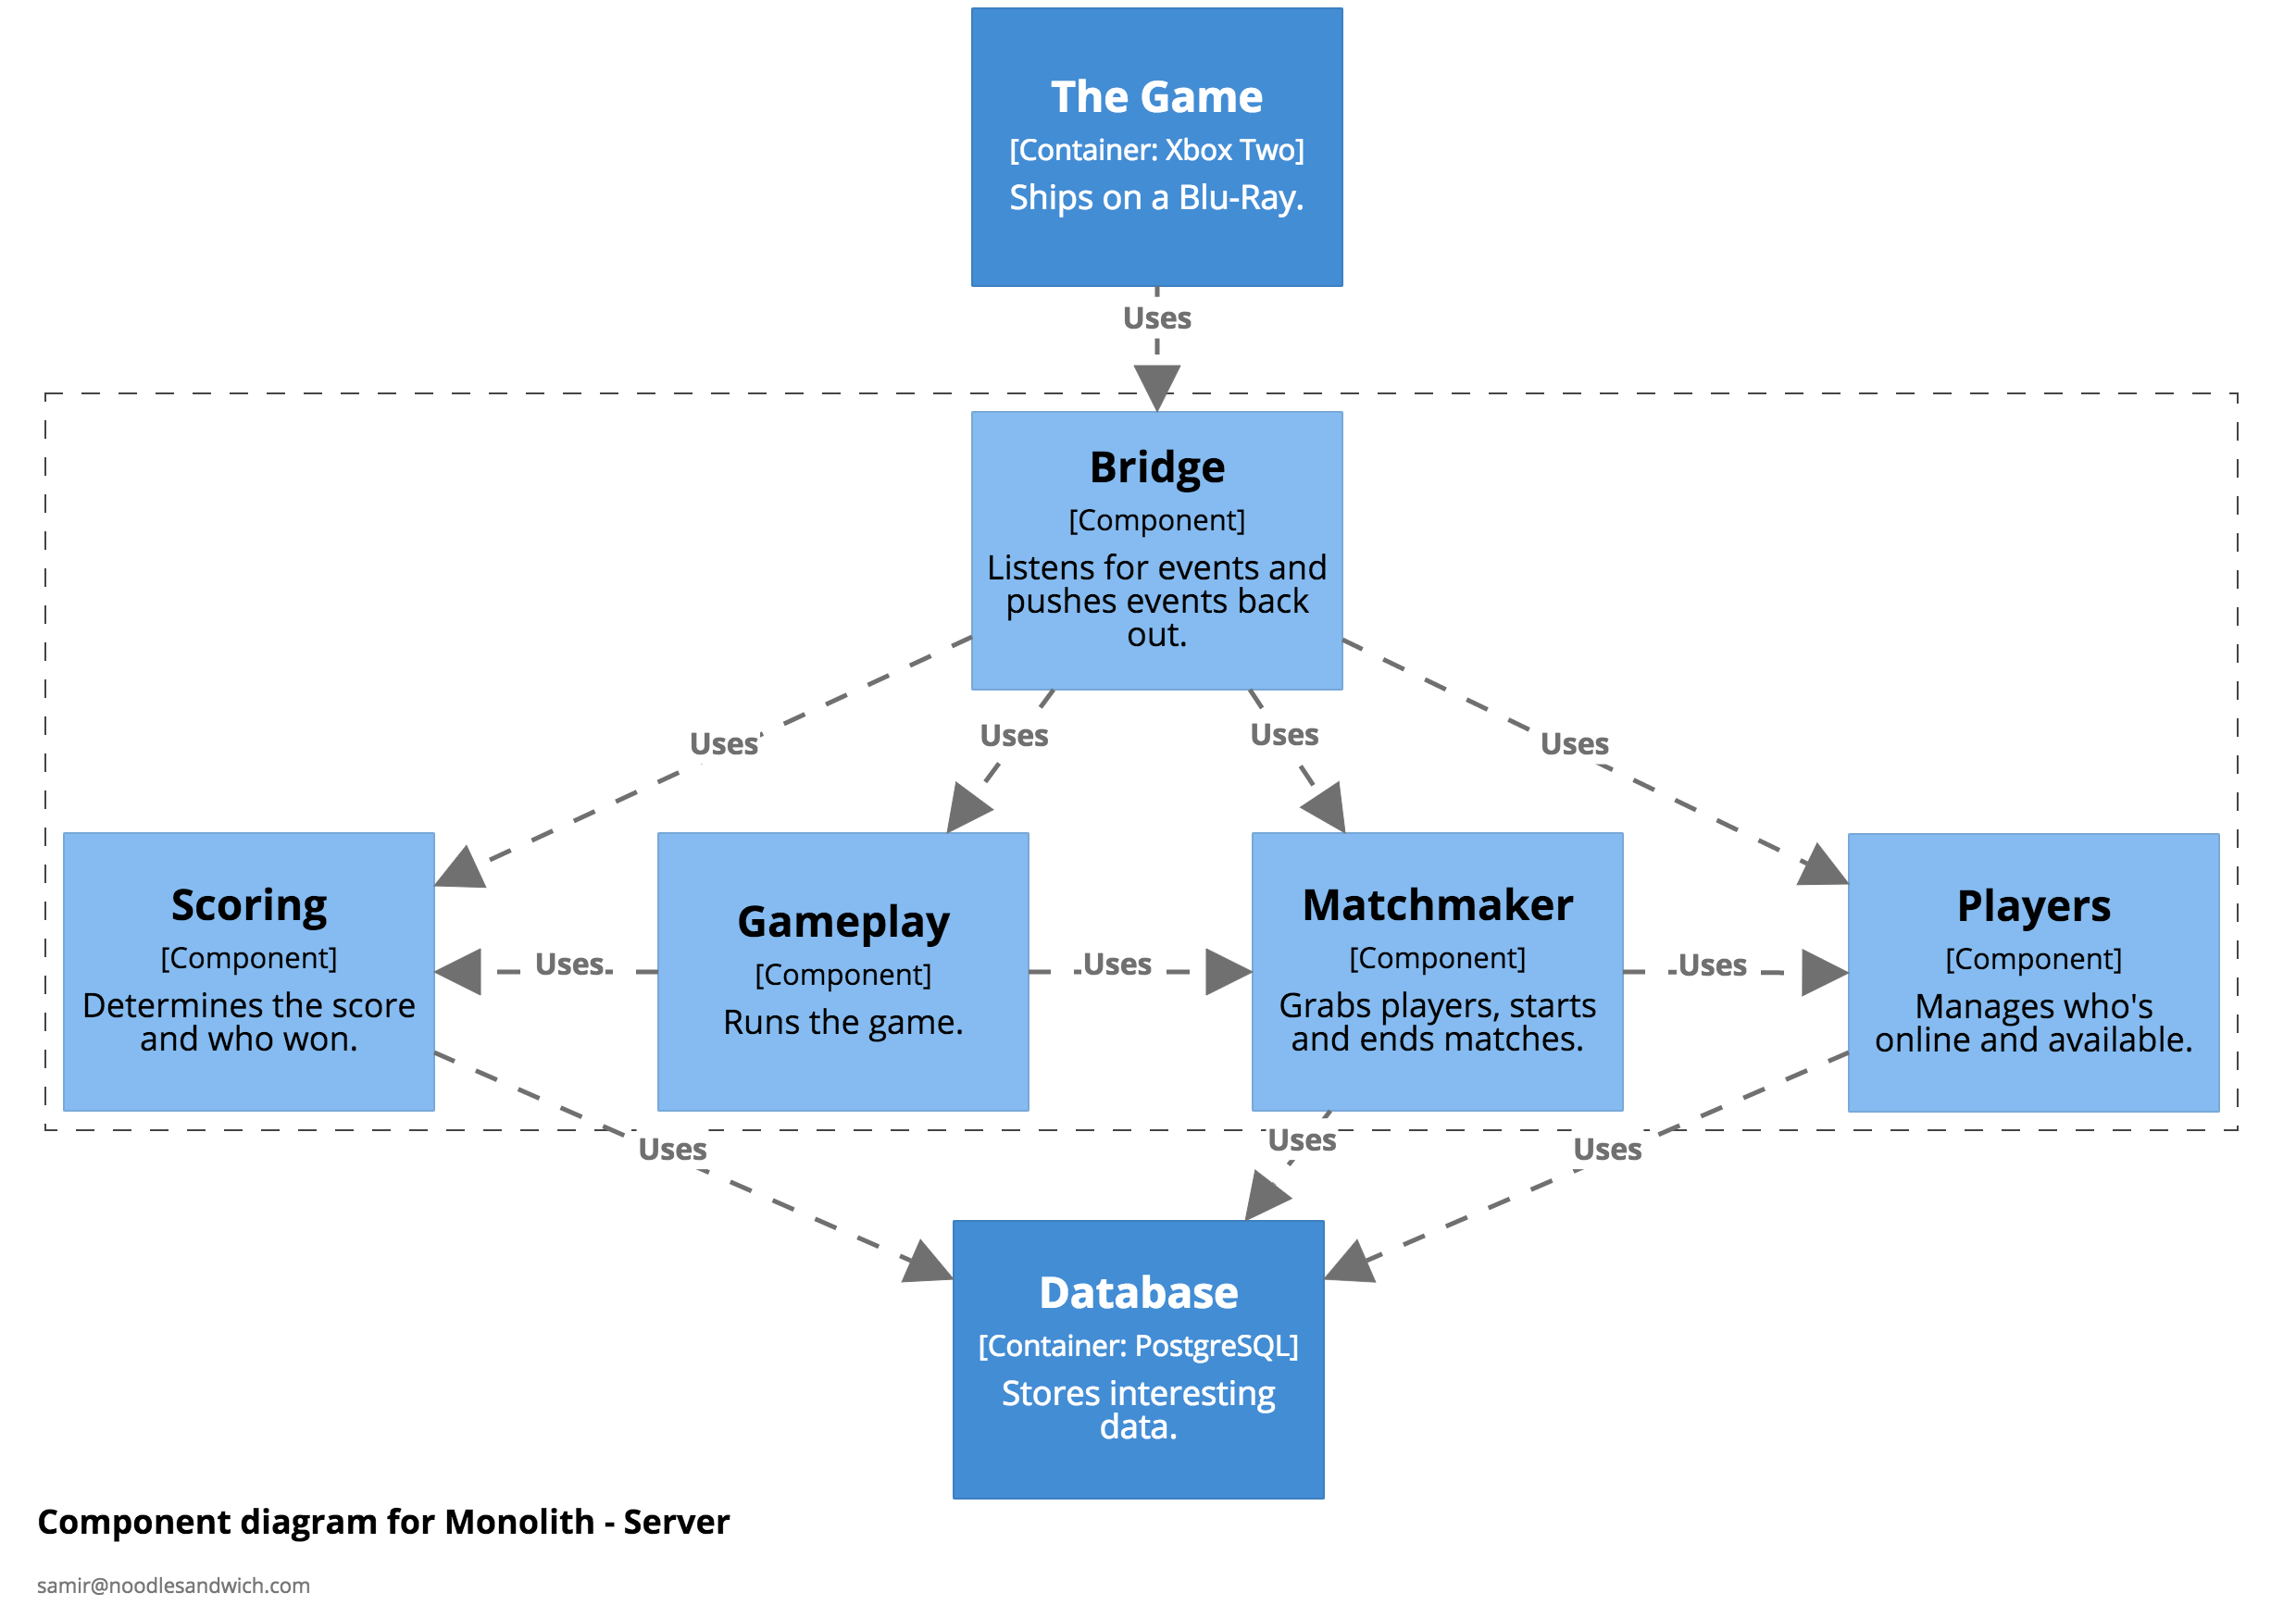 The Game
[Container: Xbox Two]
Ships on a Blu-Ray.
Uses
Bridge
[Component]
Listens for events and
pushes events back
out.
Uses
Uses
Uses
Uses
Scoring
[Component]
Determines the score
and who won.
Uses
Gameplay
[Component]
Runs the game.
Uses
Matchmaker
[Component]
Grabs players, starts
and ends matches.
Uses
Players
[Component]
Manages who's
online and available.
Uses
Uses
Uses
Database
[Container: PostgreSQL]
Stores interesting
data.
Component diagram for Monolith - Server
samir@noodlesandwich.com